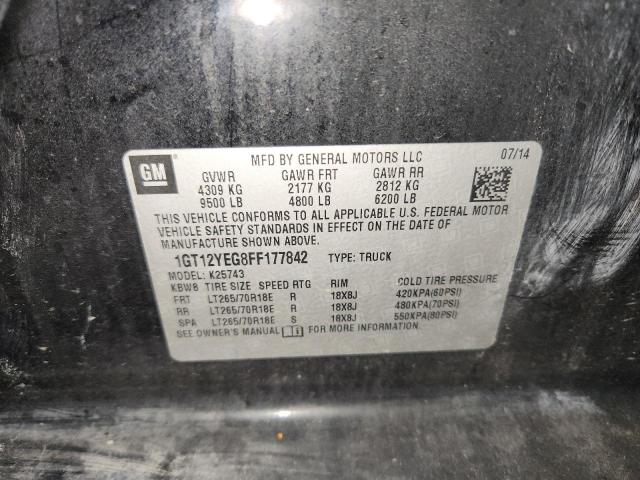 MFD BY GENERAL MOTORS LLC 07/14
GM
GVWR GAWR FRT GAWR RR
4309 KG 2177 KG 2812 KG
9500 LB 4800 LB 6200 LB
THIS VEHICLE CONFORMS TO ALL APPLICABLE U.S. FEDERAL MOTOR
VEHICLE SAFETY STANDARDS IN EFFECT ON THE DATE OF
MANUFACTURE SHOWN ABOVE.
1GT12YEG8FF177842 TYPE: TRUCK
MODEL: K25743
KBW8 TIRE SIZE SPEED RTG RIM COLD TIRE PRESSURE
FRT LT265/70R18E R 18X8J 420KPA(60PSI)
RR LT265/70R18E R 18X8J 480KPA(70PSI)
SPA LT265/70R18E S 18X8J 550KPA(80PSI)
SEE OWNER'S MANUAL FOR MORE INFORMATION.